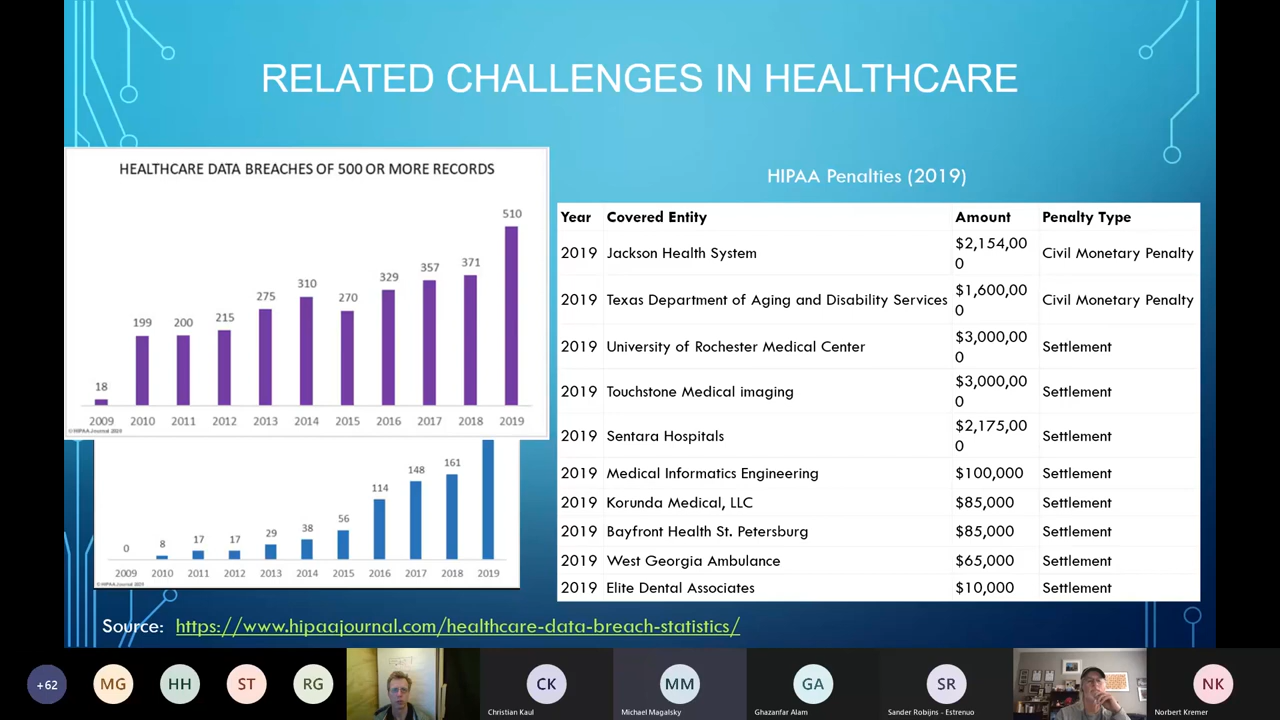 RELATED CHALLENGES IN HEALTHCARE
HEALTHCARE DATA BREACHES OF 500 OR MORE RECORDS
510
371
357
329
310
275
270
215
200
199
18
2009 2010 2011 2012 2013 2014 2015 2016 2017 2018 2019
161
148
114
56
38
29
17
17
8
0
2009 2010 2011 2012 2013 2014 2015 2016 2017 2018 2019
HIPAA Penalties (2019)
Year Covered Entity Amount Penalty Type
2019 Jackson Health System $2,154,00 Civil Monetary Penalty
0
2019 Texas Department of Aging and Disability Services $1,600,00 Civil Monetary Penalty
0
2019 University of Rochester Medical Center $3,000,00 Settlement
0
2019 Touchstone Medical imaging $3,000,00 Settlement
0
2019 Sentara Hospitals $2,175,00 Settlement
0
2019 Medical Informatics Engineering $100,000 Settlement
2019 Korunda Medical, LLC $85,000 Settlement
2019 Bayfront Health St. Petersburg $85,000 Settlement
2019 West Georgia Ambulance $65,000 Settlement
2019 Elite Dental Associates $10,000 Settlement
Source: https://www.hipaajournal.com/healthcare-data-breach-statistics/
+62 MG HH ST RG CK MM GA SR NK
Christian Kaul Michael Magalsky Ghazanfar Alam Sander Robijns - Estrenuo Norbert Kremer